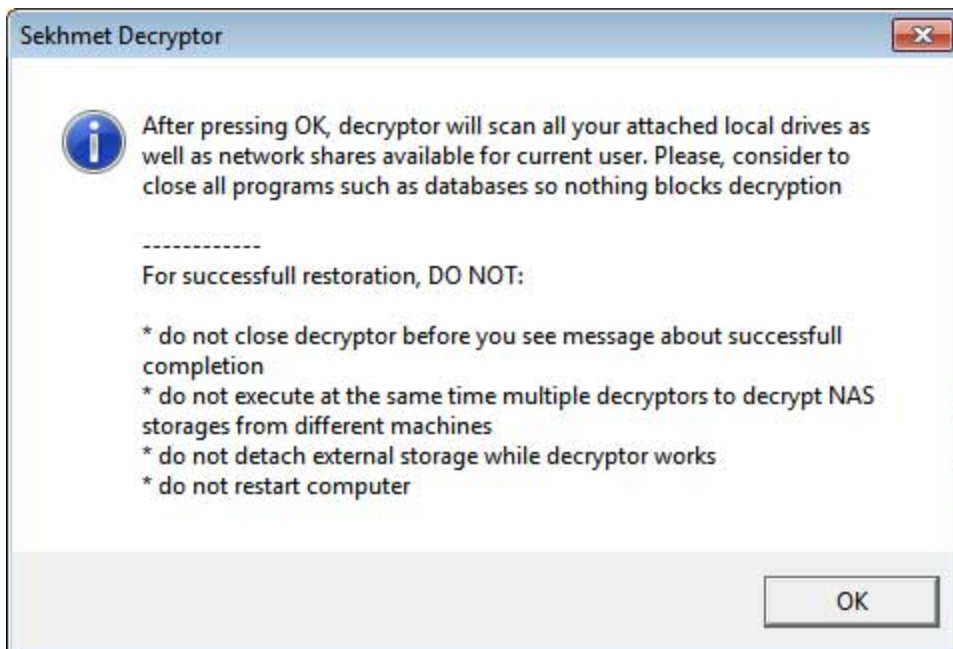 Sekhmet Decryptor
After pressing OK, decryptor will scan all your attached local drives as
well as network shares available for current user. Please, consider to
close all programs such as databases so nothing blocks decryption
------------
For successfull restoration, DO NOT:
* do not close decryptor before you see message about successfull
completion
* do not execute at the same time multiple decryptors to decrypt NAS
storages from different machines
* do not detach external storage while decryptor works
* do not restart computer
OK